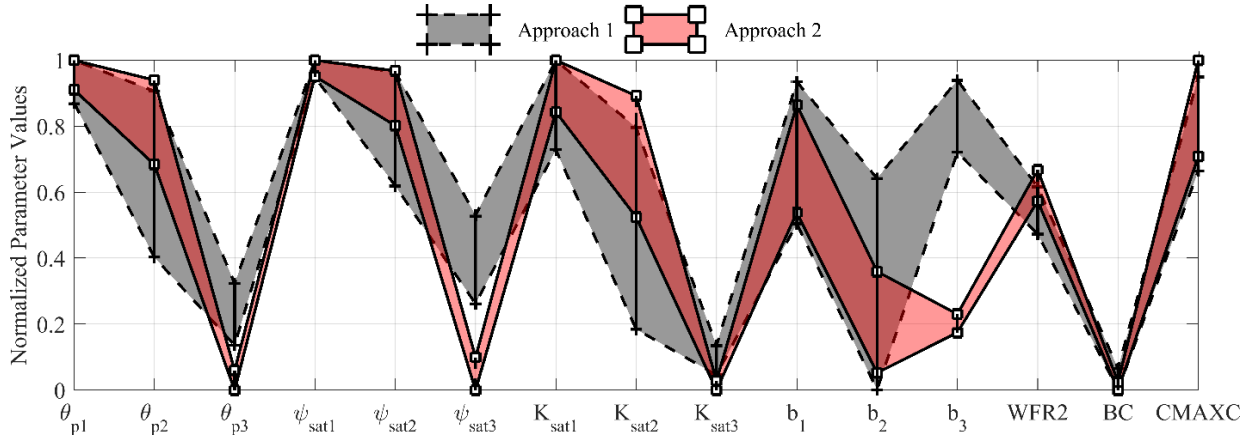 Approach 1 Approach 2
Normalized Parameter Values
1
0.8
0.6
0.4
0.2
0
θp1 θp2 θp3 ψsat1 ψsat2 ψsat3 Ksat1 Ksat2 Ksat3 b1 b2 b3 WFR2 BC CMAXC